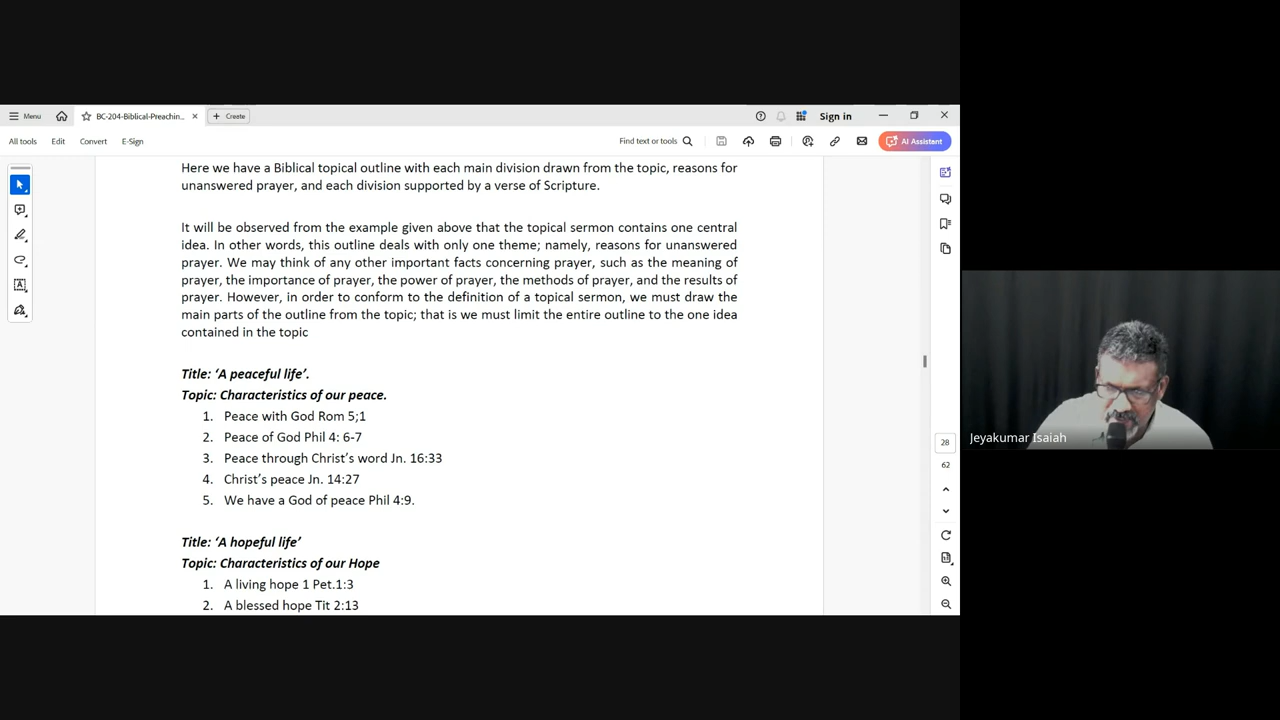 Menu
BC-204-Biblical-Preachin...
Create
Sign in
All tools
Edit
Convert
E-Sign
Find text or tools
AI Assistant
Here we have a Biblical topical outline with each main division drawn from the topic, reasons for
unanswered prayer, and each division supported by a verse of Scripture.
It will be observed from the example given above that the topical sermon contains one central
idea. In other words, this outline deals with only one theme; namely, reasons for unanswered
prayer. We may think of any other important facts concerning prayer, such as the meaning of
prayer, the importance of prayer, the power of prayer, the methods of prayer, and the results of
prayer. However, in order to conform to the definition of a topical sermon, we must draw the
main parts of the outline from the topic; that is we must limit the entire outline to the one idea
contained in the topic
Title: ‘A peaceful life’.
Topic: Characteristics of our peace.
1. Peace with God Rom 5;1
2. Peace of God Phil 4: 6-7
3. Peace through Christ’s word Jn. 16:33
4. Christ’s peace Jn. 14:27
5. We have a God of peace Phil 4:9.
Title: ‘A hopeful life’
Topic: Characteristics of our Hope
1. A living hope 1 Pet.1:3
2. A blessed hope Tit 2:13
28
62
Jeyakumar Isaiah